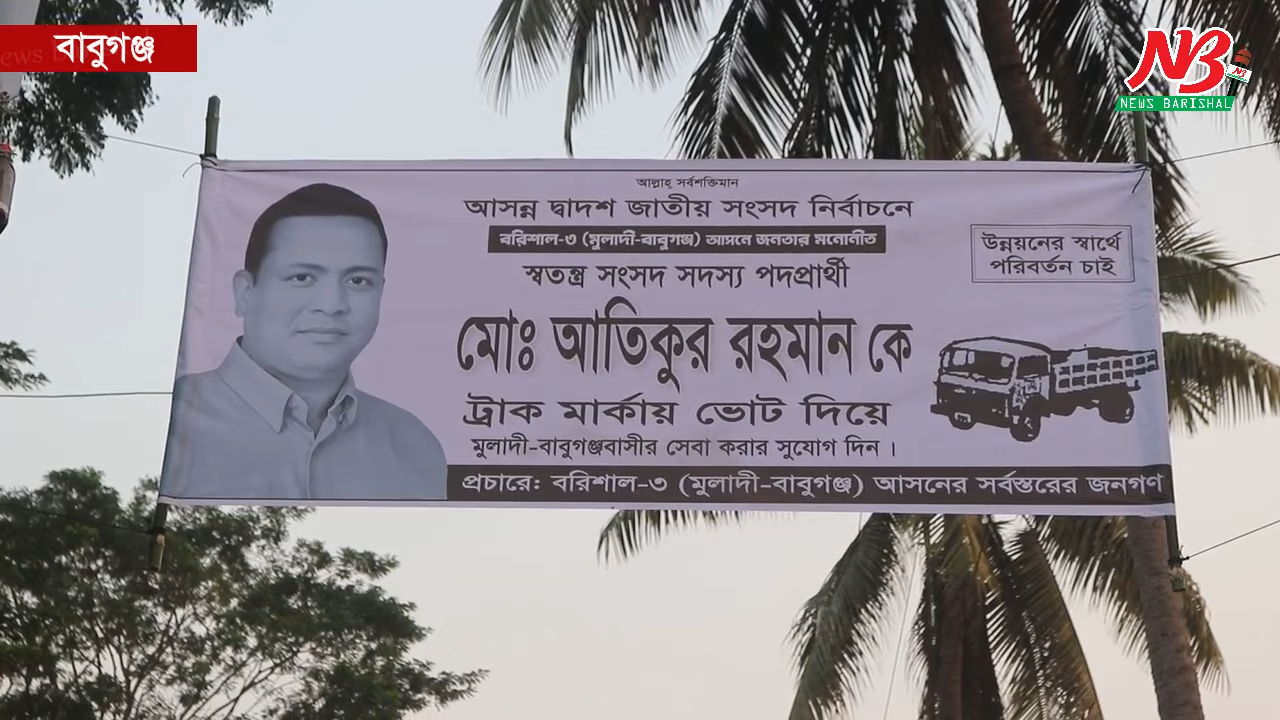 বাবুগঞ্জ
NB
NEWS BARISHAL
আল্লাহ্ সর্বশক্তিমান
আসন্ন দ্বাদশ জাতীয় সংসদ নির্বাচনে
বরিশাল-৩ (মুলাদী-বাবুগঞ্জ) আসনে জনতার মনোনীত
স্বতন্ত্র সংসদ সদস্য পদপ্রার্থী
উন্নয়নের স্বার্থে
পরিবর্তন চাই
মোঃ আতিকুর রহমান কে
ট্রাক মার্কায় ভোট দিয়ে
মুলাদী-বাবুগঞ্জবাসীর সেবা করার সুযোগ দিন ।
প্রচারে: বরিশাল-৩ (মুলাদী-বাবুগঞ্জ) আসনের সর্বস্তরের জনগণ